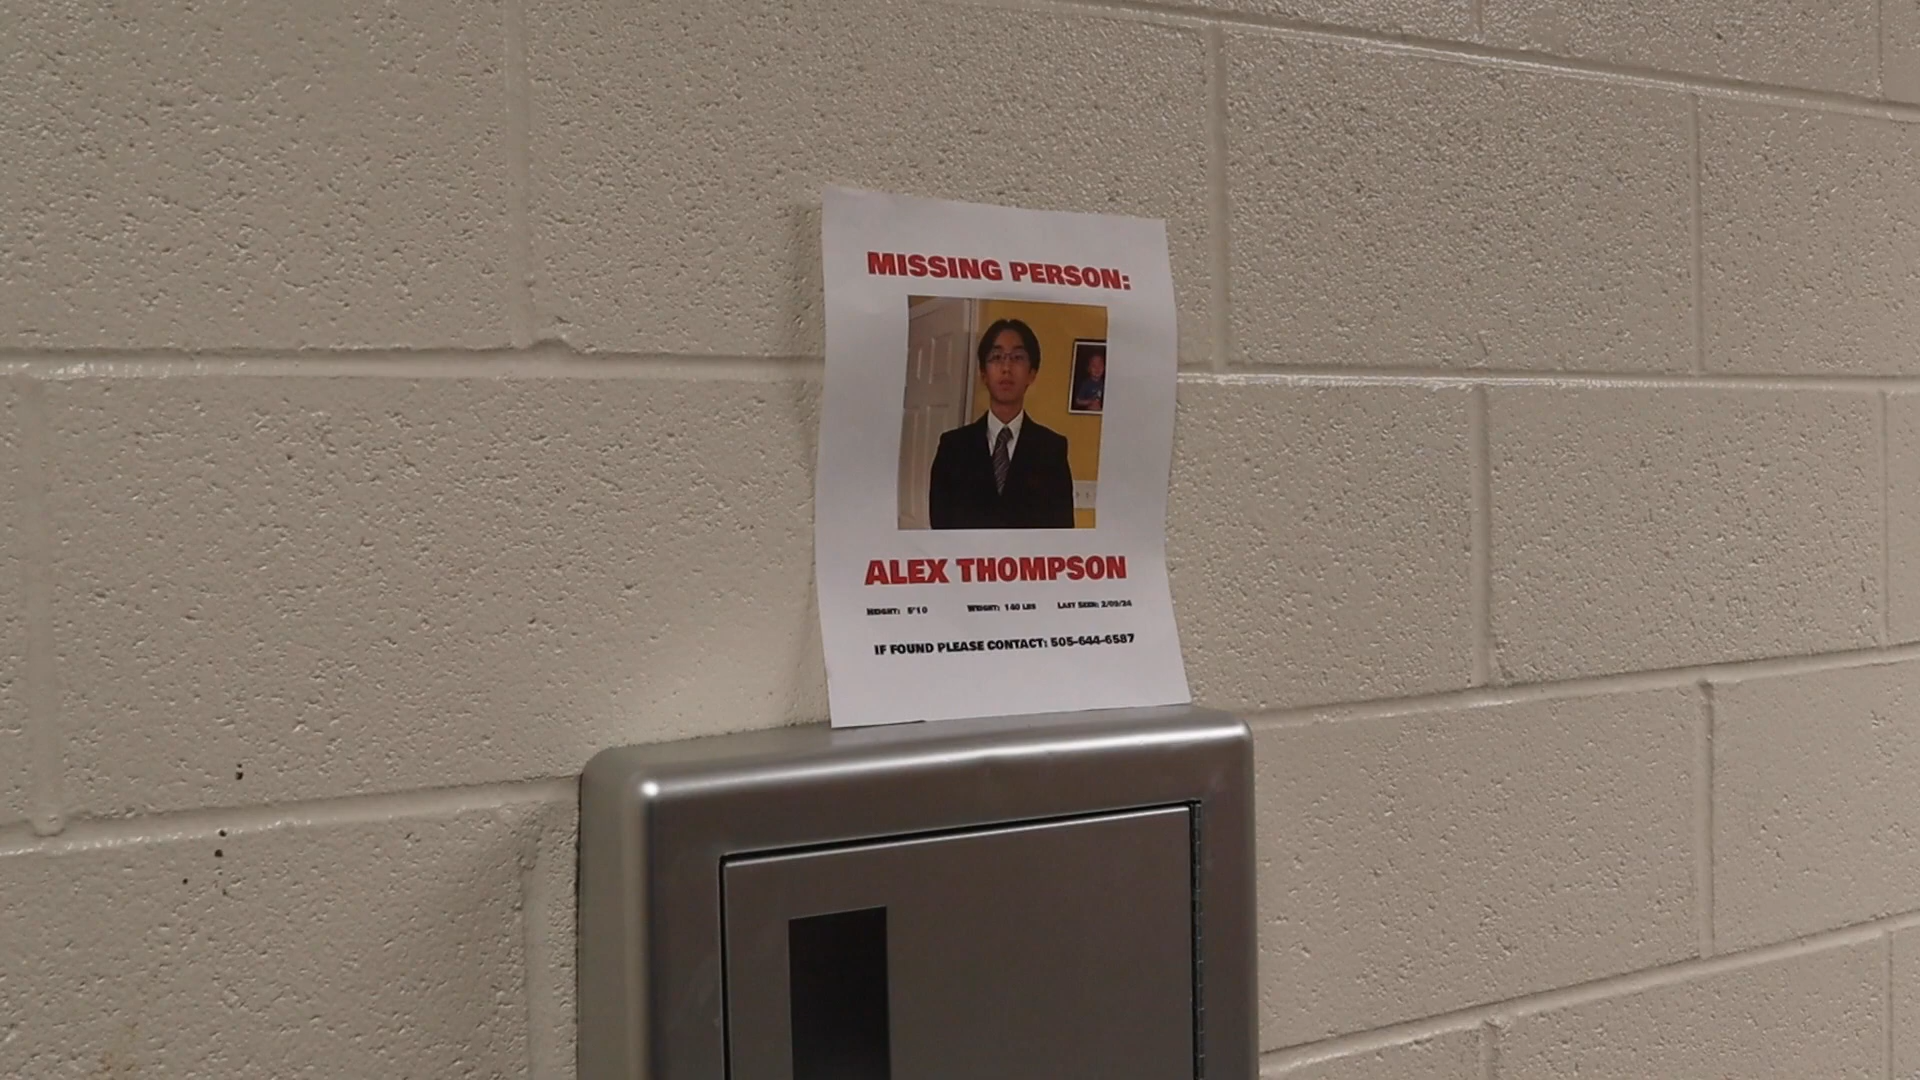 MISSING PERSON:
ALEX THOMPSON
HEIGHT: 5'10 WEIGHT: 140 LBS LAST SEEN: 2/09/24
IF FOUND PLEASE CONTACT: 505-644-6587